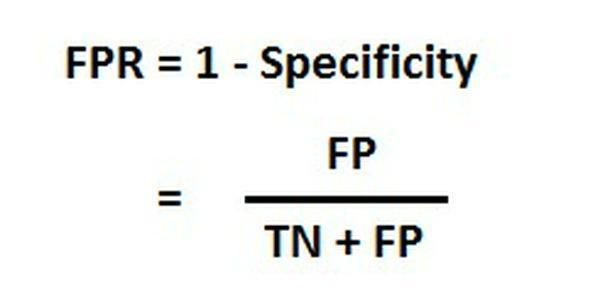 FPR = 1 - Specificity
FP
=
TN + FP